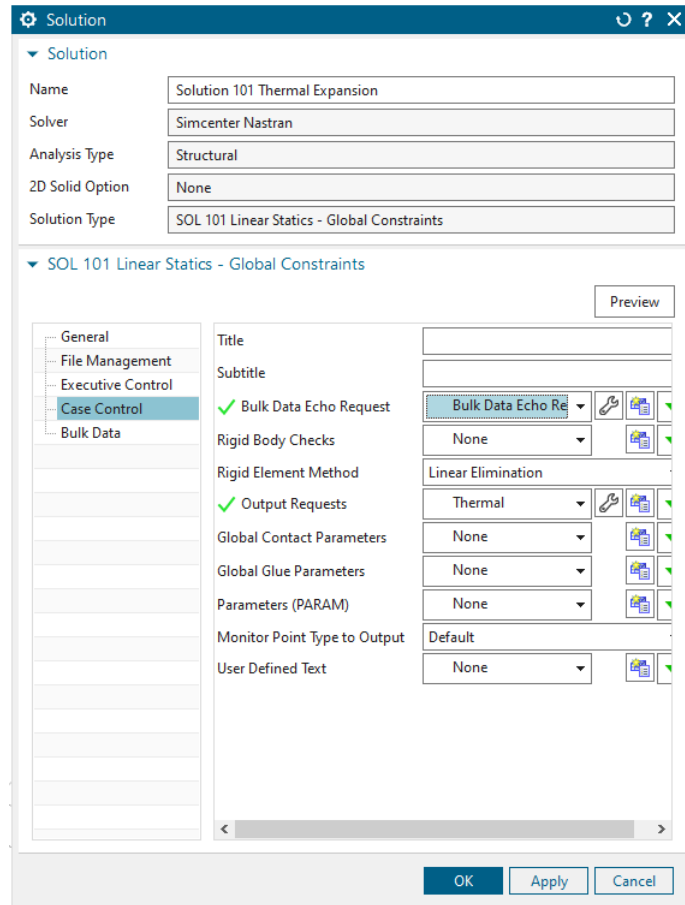 Solution
Solution
Name Solution 101 Thermal Expansion
Solver Simcenter Nastran
Analysis Type Structural
2D Solid Option None
Solution Type SOL 101 Linear Statics - Global Constraints
SOL 101 Linear Statics - Global Constraints
Preview
General
File Management
Executive Control
Case Control
Bulk Data
Title
Subtitle
Bulk Data Echo Request Bulk Data Echo Re
Rigid Body Checks None
Rigid Element Method Linear Elimination
Output Requests Thermal
Global Contact Parameters None
Global Glue Parameters None
Parameters (PARAM) None
Monitor Point Type to Output Default
User Defined Text None
OK Apply Cancel